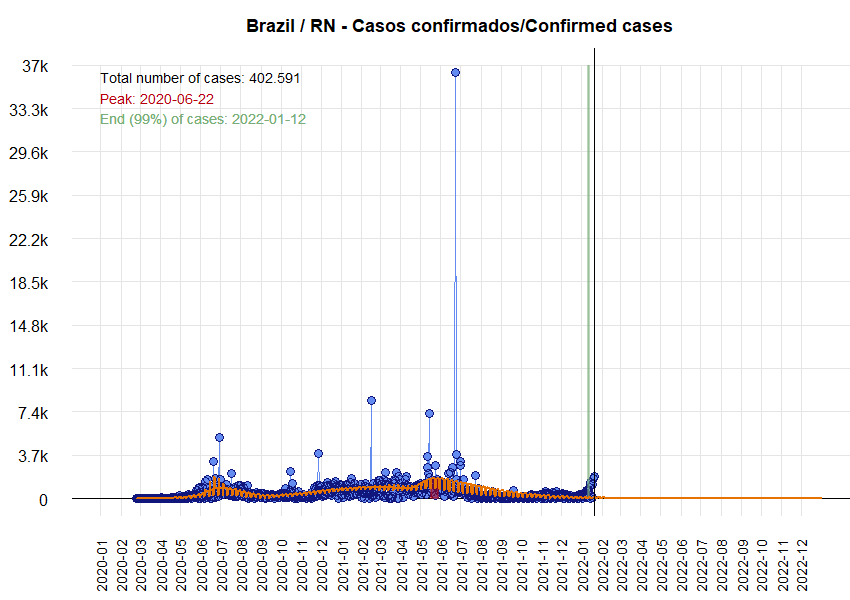 Brazil / RN - Casos confirmados/Confirmed cases
37k
Total number of cases: 402.591
Peak: 2020-06-22
End (99%) of cases: 2022-01-12
33.3k
29.6k
25.9k
22.2k
18.5k
14.8k
11.1k
7.4k
3.7k
0
2020-01
2020-02
2020-03
2020-04
2020-05
2020-06
2020-07
2020-08
2020-09
2020-10
2020-11
2020-12
2021-01
2021-02
2021-03
2021-04
2021-05
2021-06
2021-07
2021-08
2021-09
2021-10
2021-11
2021-12
2022-01
2022-02
2022-03
2022-04
2022-05
2022-06
2022-07
2022-08
2022-09
2022-10
2022-11
2022-12